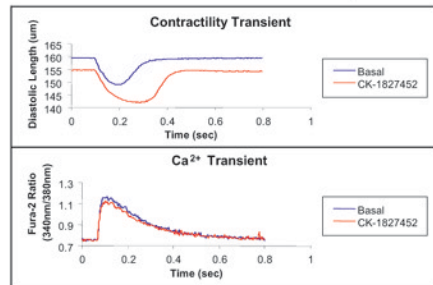 Contractility Transient
Diastolic Length (um)
165
160
155
150
145
140
0
0.2
0.4
0.6
0.8
1
Time (sec)
Basal
CK-1827452
Ca2+ Transient
Fura-2 Ratio
(340nm/380nm)
1.3
1.1
0.9
0.7
0
0.2
0.4
0.6
0.8
1
Time (sec)
Basal
CK-1827452